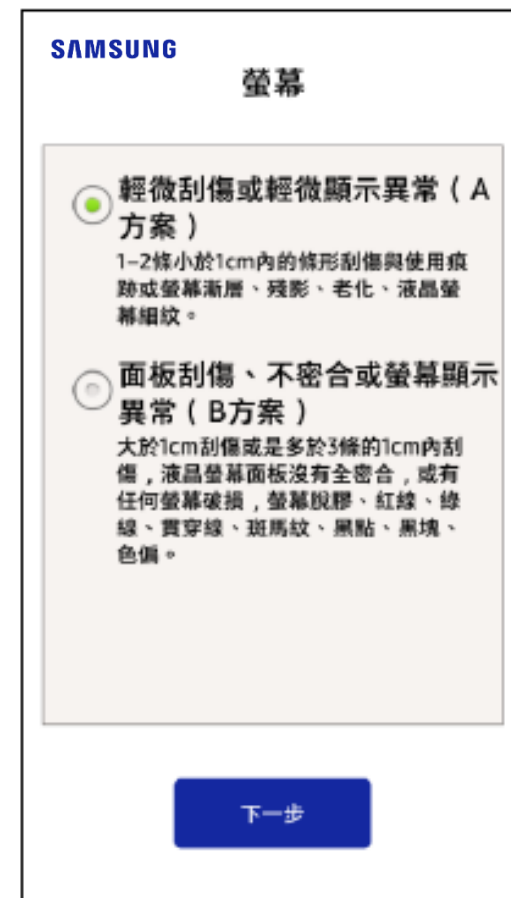 SAMSUNG
螢幕
輕微刮傷或輕微顯示異常（A
方案）
1-2條小於1cm內的條形刮傷與使用痕
跡或螢幕漸層、殘影、老化、液晶螢
幕細紋。
面板刮傷、不密合或螢幕顯示
異常（B方案）
大於1cm刮傷或是多於3條的1cm內刮
傷，液晶螢幕面板沒有全密合，或有
任何螢幕破損，螢幕脫膠、紅線、綠
線、貫穿線、斑馬紋、黑點、黑塊、
色偏。
下一步